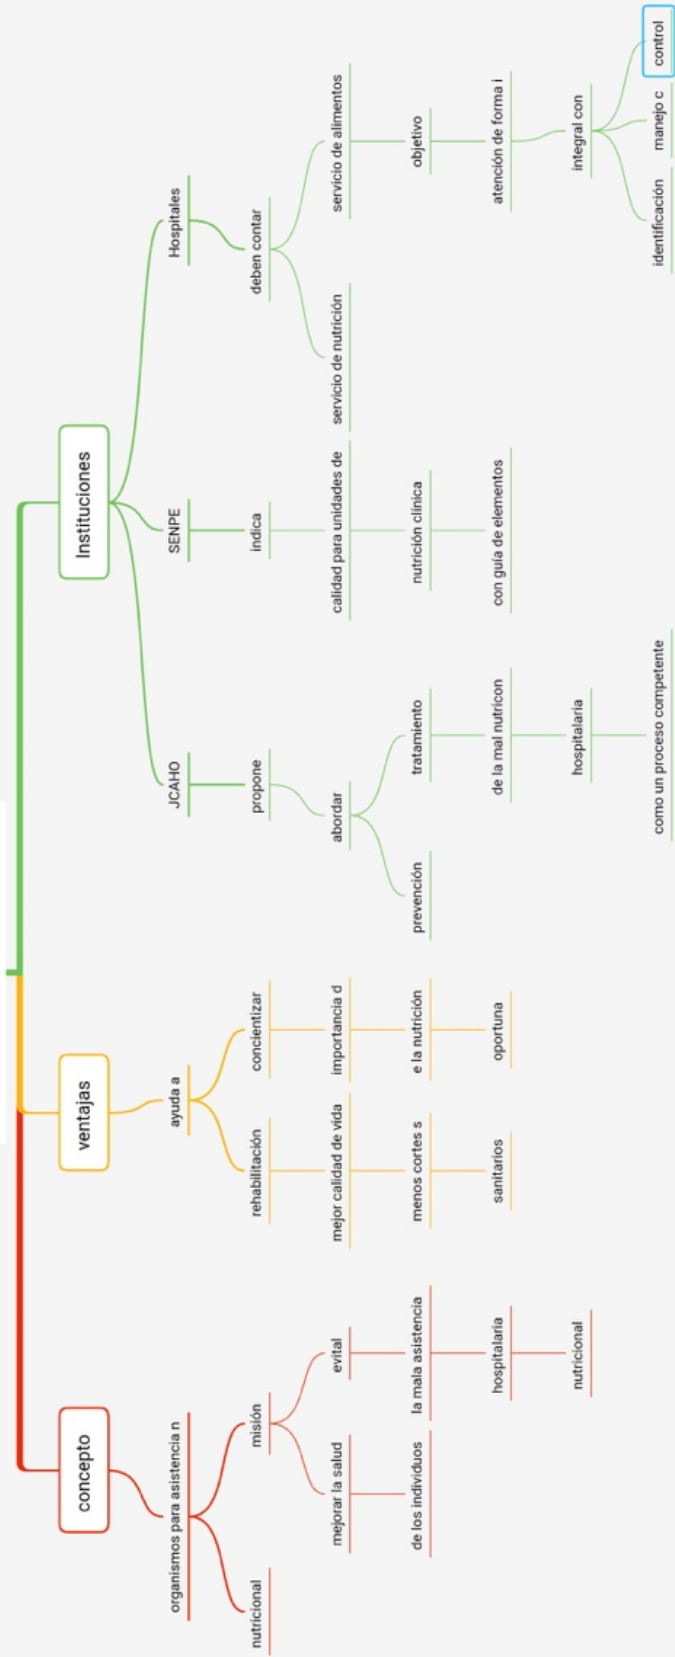 concepto
organismos para asistencia n
nutricional
misión
mejorar la salud
de los individuos
evital
la mala asistencia
hospitalaria
nutricional
ventajas
ayuda a
rehabilitación
mejor calidad de vida
menos cortes s
sanitarios
concientizar
importancia d
e la nutrición
oportuna
Instituciones
JCAHO
propone
abordar
prevención
tratamiento
de la mal nutricon
hospitalaria
como un proceso competente
SENPE
indica
calidad para unidades de
nutrición clínica
con guía de elementos
Hospitales
deben contar
servicio de nutrición
servicio de alimentos
objetivo
atención de forma i
integral con
identificación
manejo c
control